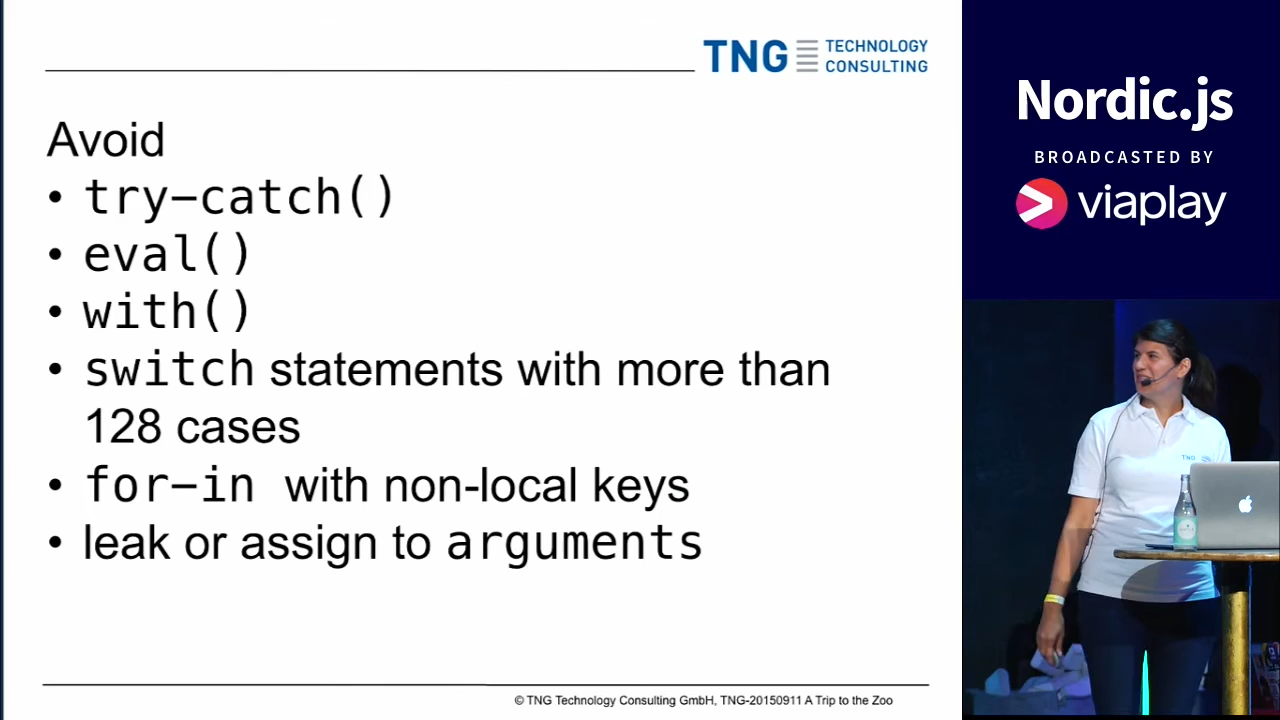 TNG TECHNOLOGY
CONSULTING
Avoid
• try-catch()
• eval()
• with()
• switch statements with more than
128 cases
• for-in with non-local keys
• leak or assign to arguments
© TNG Technology Consulting GmbH, TNG-20150911 A Trip to the Zoo
Nordic.js
BROADCASTED BY
viaplay
TNG